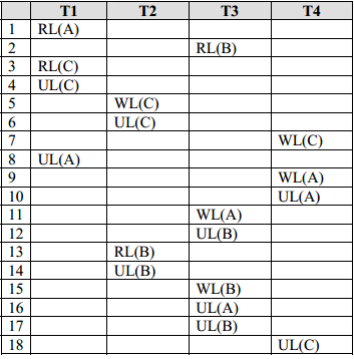 T1 T2 T3 T4
1 RL(A)
2 RL(B)
3 RL(C)
4 UL(C)
5 WL(C)
6 UL(C)
7 WL(C)
8 UL(A)
9 WL(A)
10 UL(A)
11 WL(A)
12 UL(B)
13 RL(B)
14 UL(B)
15 WL(B)
16 UL(A)
17 UL(B)
18 UL(C)